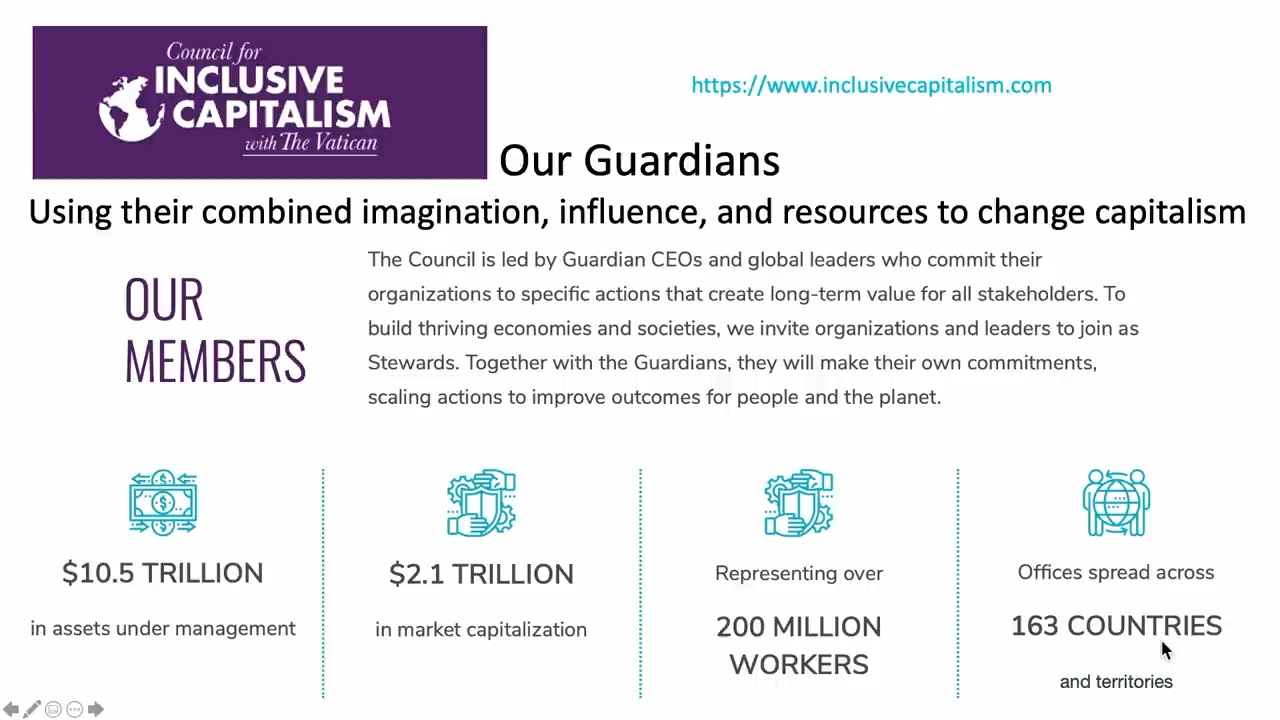 Council for
INCLUSIVE
CAPITALISM
with The Vatican
https://www.inclusivecapitalism.com
Our Guardians
Using their combined imagination, influence, and resources to change capitalism
OUR
MEMBERS
The Council is led by Guardian CEOs and global leaders who commit their
organizations to specific actions that create long-term value for all stakeholders. To
build thriving economies and societies, we invite organizations and leaders to join as
Stewards. Together with the Guardians, they will make their own commitments,
scaling actions to improve outcomes for people and the planet.
$10.5 TRILLION
in assets under management
$2.1 TRILLION
in market capitalization
Representing over
200 MILLION
WORKERS
Offices spread across
163 COUNTRIES
and territories